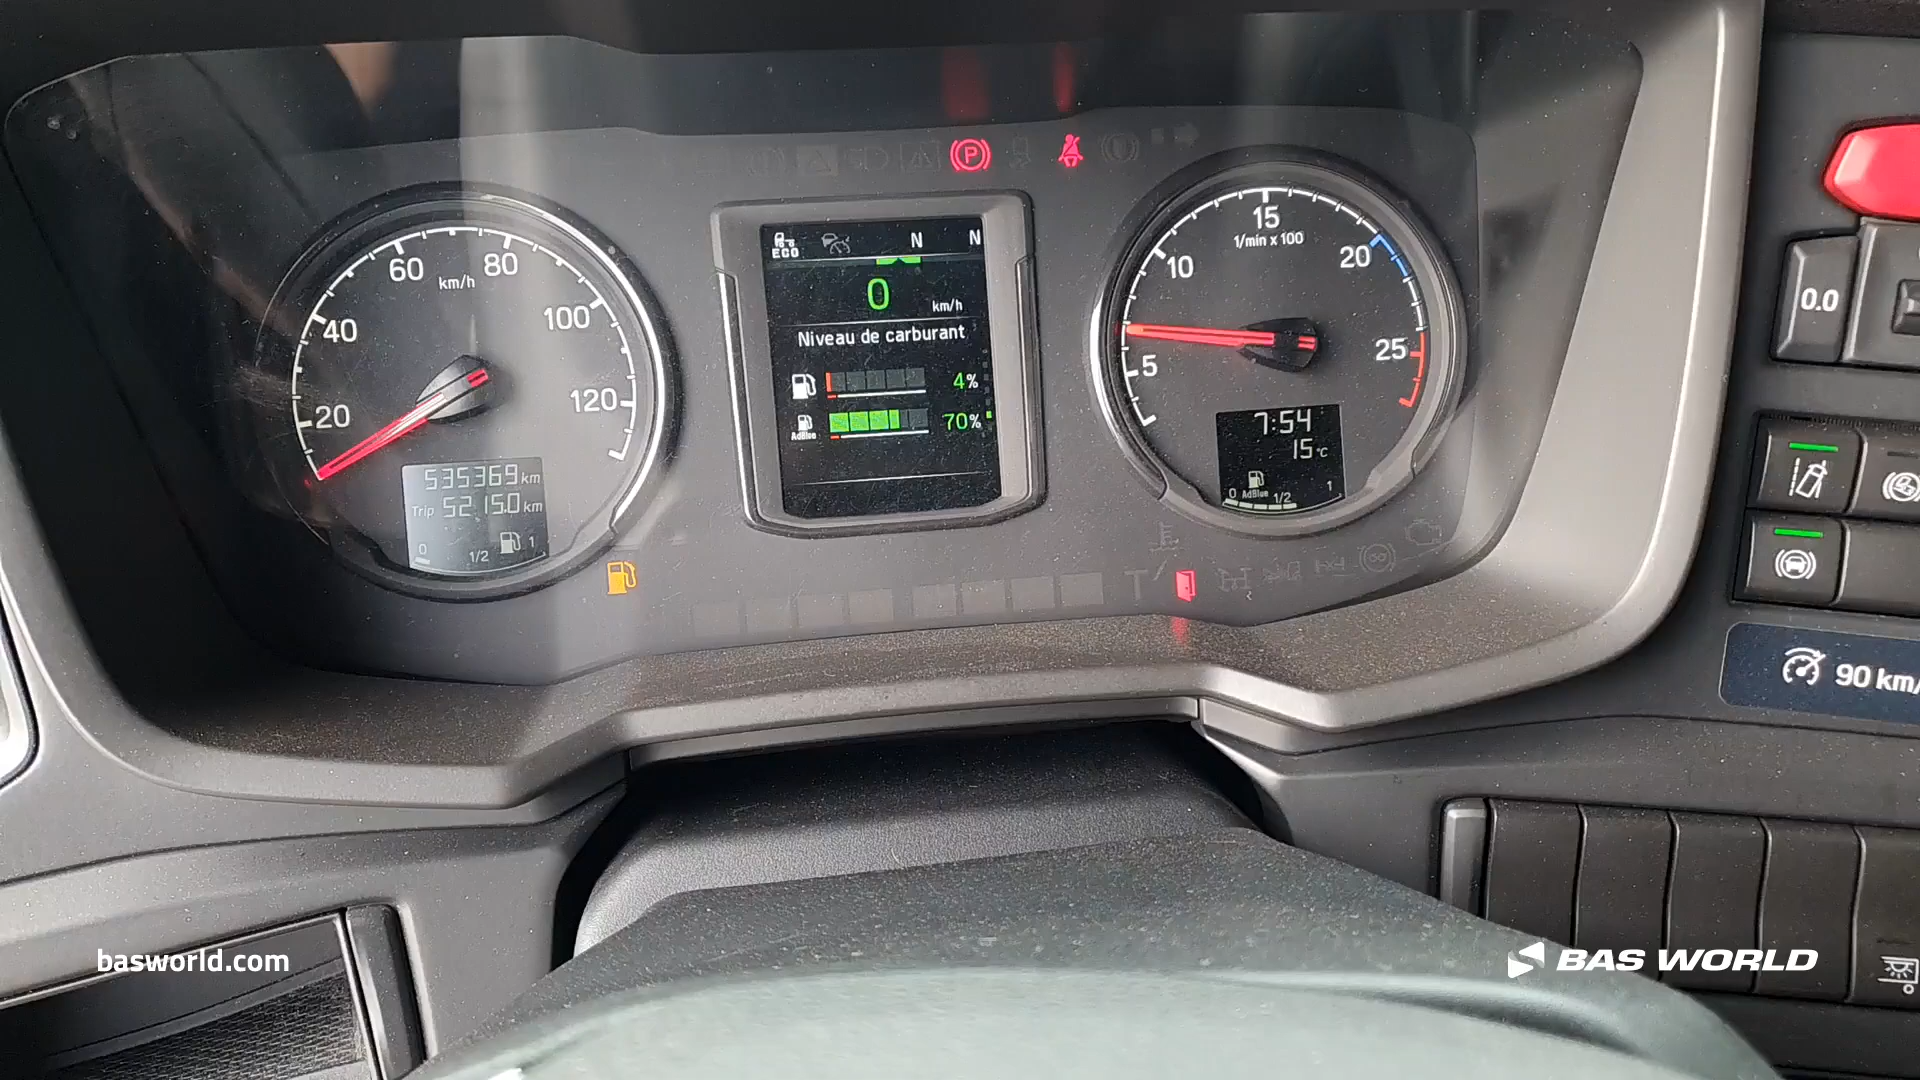 60
80
km/h
40
100
20
120
535369 km
Trip 5215.0 km
0
1/2
1
ECO
N
N
0
km/h
Niveau de carburant
4%
AdBlue
70%
P
15
1/min x 100
10
20
5
25
7:54
15°C
AdBlue
0
1/2
1
0.0
90 km/
basworld.com
BAS WORLD